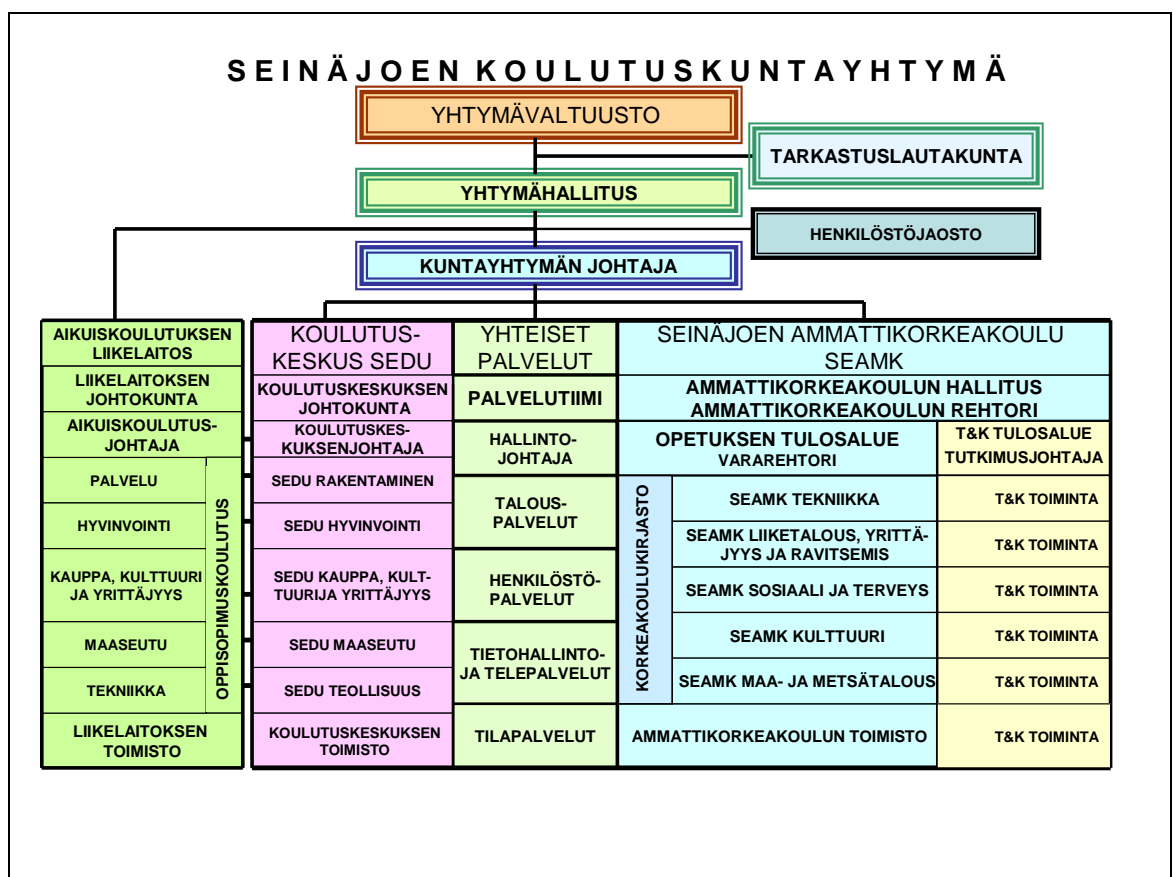 SEINÄJOEN KOULUTUSKUNTAYHTYMÄ
YHTYMÄVALTUUSTO
TARKASTUSLAUTAKUNTA
YHTYMÄHALLITUS
HENKILÖSTÖJAOSTO
KUNTAYHTYMÄN JOHTAJA
AIKUISKOULUTUKSEN
LIIKELAITOS
LIIKELAITOKSEN
JOHTOKUNTA
AIKUISKOULUTUS-
JOHTAJA
PALVELU
HYVINVOINTI
KAUPPA, KULTTUURI
JA YRITTÄJYYS
MAASEUTU
TEKNIIKKA
OPPISOPIMUSKOULUTUS
LIIKELAITOKSEN
TOIMISTO
KOULUTUS-
KESKUS SEDU
KOULUTUSKESKUKSEN
JOHTOKUNTA
KOULUTUSKES-
KUKSENJOHTAJA
SEDU RAKENTAMINEN
SEDU HYVINVOINTI
SEDU KAUPPA, KULT-
TUURIJA YRITTÄJYYS
SEDU MAASEUTU
SEDU TEOLLISUUS
KOULUTUSKESKUKSEN
TOIMISTO
YHTEISET
PALVELUT
PALVELUTIIMI
HALLINTO-
JOHTAJA
TALOUS-
PALVELUT
HENKILÖSTÖ-
PALVELUT
TIETOHALLINTO-
JA TELEPALVELUT
TILAPALVELUT
SEINÄJOEN AMMATTIKORKEAKOULU
SEAMK
AMMATTIKORKEAKOULUN HALLITUS
AMMATTIKORKEAKOULUN REHTORI
OPETUKSEN TULOSALUE
VARAREHTORI
T&K TULOSALUE
TUTKIMUSJOHTAJA
KORKEAKOULUKIRJASTO
SEAMK TEKNIIKKA
T&K TOIMINTA
SEAMK LIIKETALOUS, YRITTÄ-
JYYS JA RAVITSEMIS
T&K TOIMINTA
SEAMK SOSIAALI JA TERVEYS
T&K TOIMINTA
SEAMK KULTTUURI
T&K TOIMINTA
SEAMK MAA- JA METSÄTALOUS
T&K TOIMINTA
AMMATTIKORKEAKOULUN TOIMISTO
T&K TOIMINTA